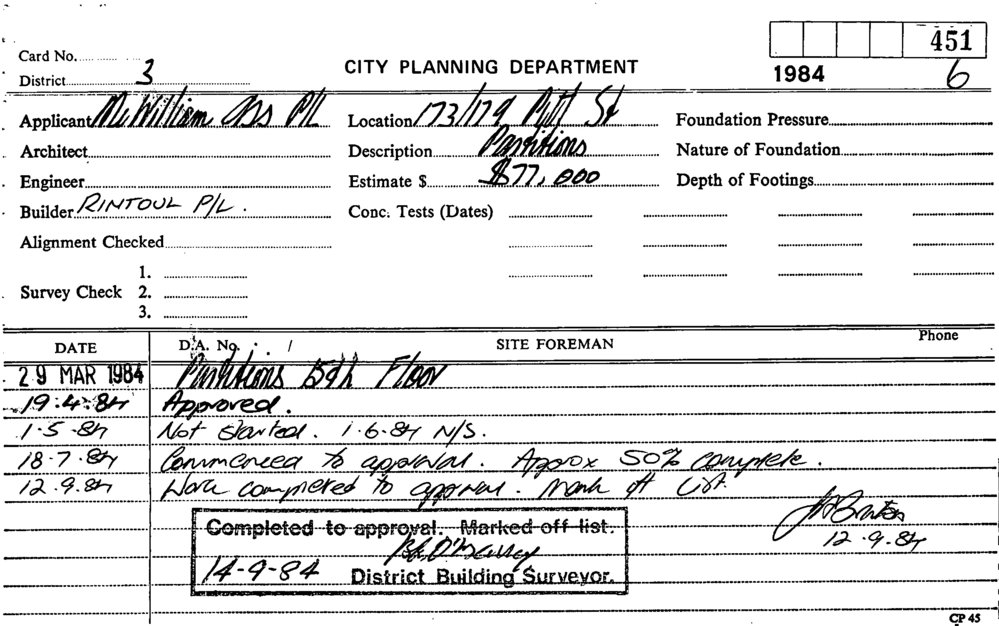 451
Card No.
District 3
CITY PLANNING DEPARTMENT
1984 6
Applicant McWilliam Ass P/L Location 173/179 Pitt St Foundation Pressure
Architect Description Partitions Nature of Foundation
Engineer Estimate $ $77,000 Depth of Footings
Builder RINTOUL P/L. Conc. Tests (Dates)
Alignment Checked
1.
Survey Check 2.
3.
DATE D.A. No. / SITE FOREMAN Phone
29 MAR 1984 Partitions Floor
19.4.84 Approved.
1-5-84 Not started. 1.6.84 N/S.
18-7.84 Commenced to approval. Approx 50% complete.
12.9.84 Work completed to approval. Mark off List.
12.9.84
Completed to approval. Marked off list.
14-9-84 District Building Surveyor.
CP 45